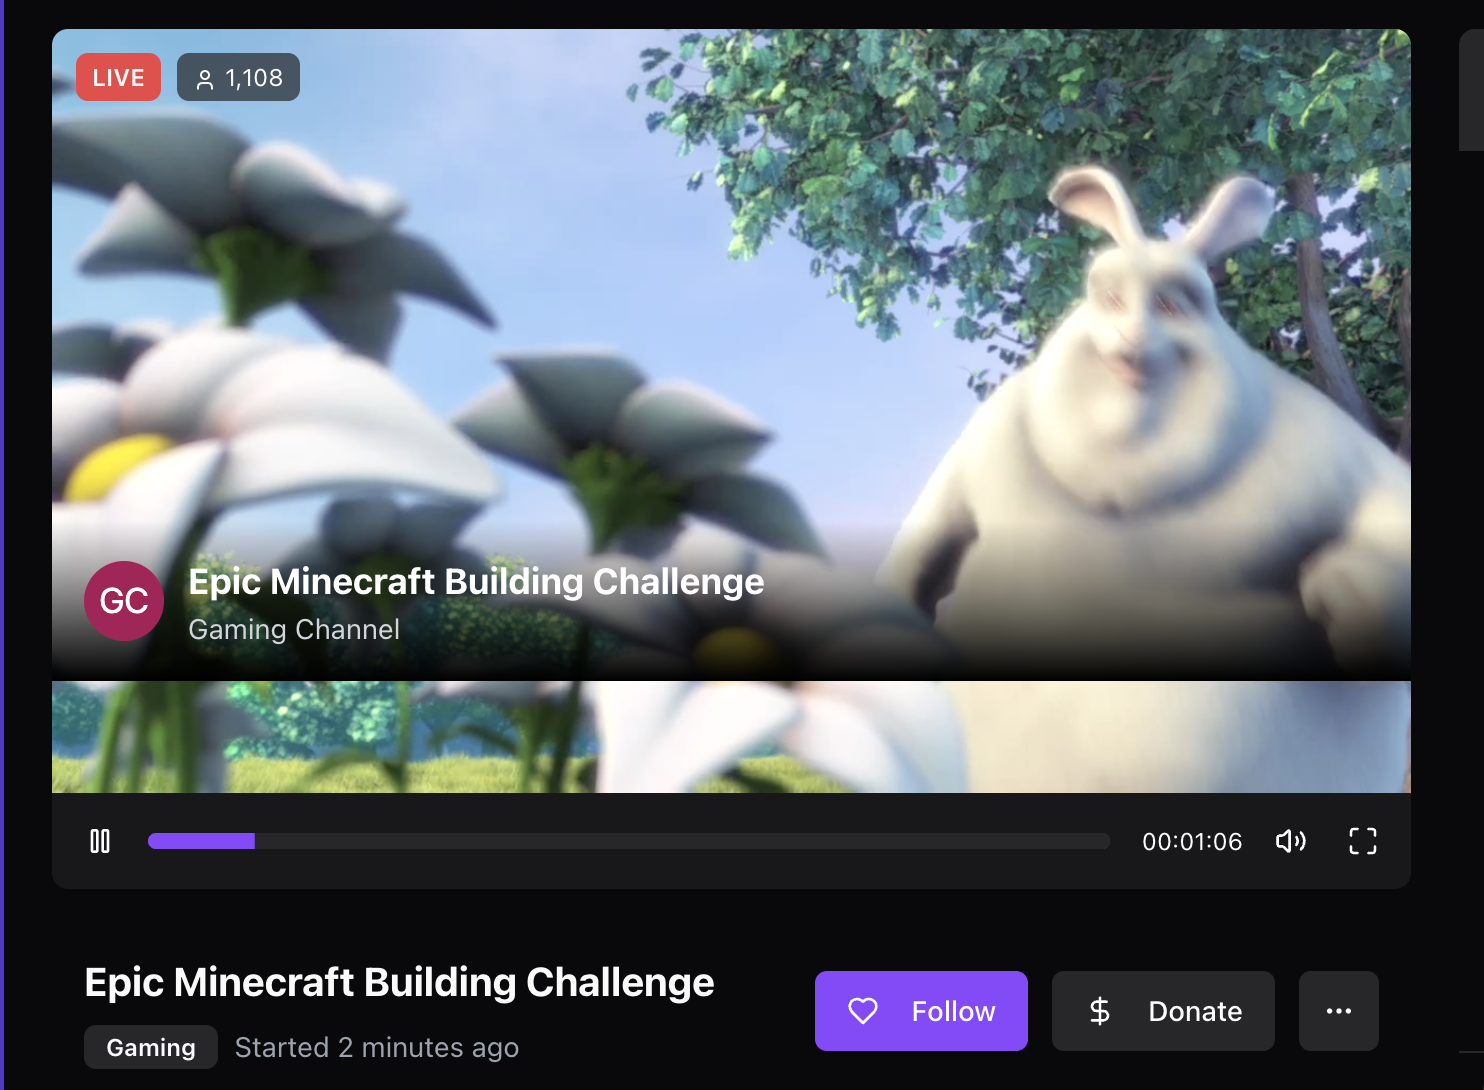 LIVE
1,108
Epic Minecraft Building Challenge
GC
Gaming Channel
00:01:06
Epic Minecraft Building Challenge
Follow
Donate
Gaming
Started 2 minutes ago